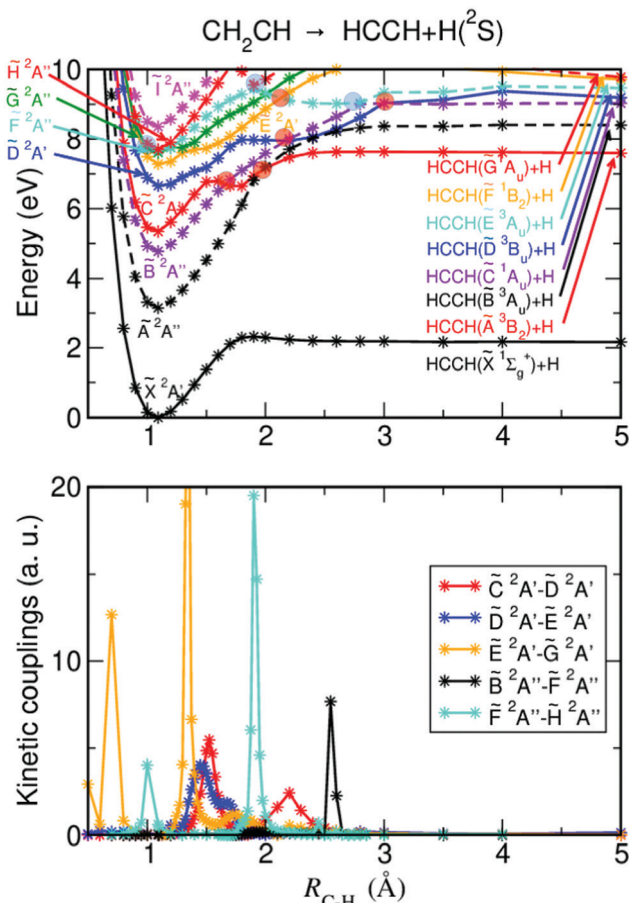 CH₂CH → HCCH+H(²S)
H̃ ²A''
G̃ ²A''
F̃ ²A''
D̃ ²A'
Ĩ ²A''
Ẽ ²A'
C̃ ²A'
B̃ ²A''
Ã ²A''
X̃ ²A'
HCCH(G̃ ¹Aᵤ)+H
HCCH(F̃ ¹B₂)+H
HCCH(Ẽ ³Aᵤ)+H
HCCH(D̃ ³Bᵤ)+H
HCCH(C̃ ¹Aᵤ)+H
HCCH(B̃ ³Aᵤ)+H
HCCH(Ã ³B₂)+H
HCCH(X̃ ¹Σg⁺)+H
Energy (eV)
10
8
6
4
2
0
1 2 3 4 5
Kinetic couplings (a. u.)
20
10
0
C̃ ²A'-D̃ ²A'
D̃ ²A'-Ẽ ²A'
Ẽ ²A'-G̃ ²A'
B̃ ²A''-F̃ ²A''
F̃ ²A''-H̃ ²A''
1 2 3 4 5
R_C-H (Å)